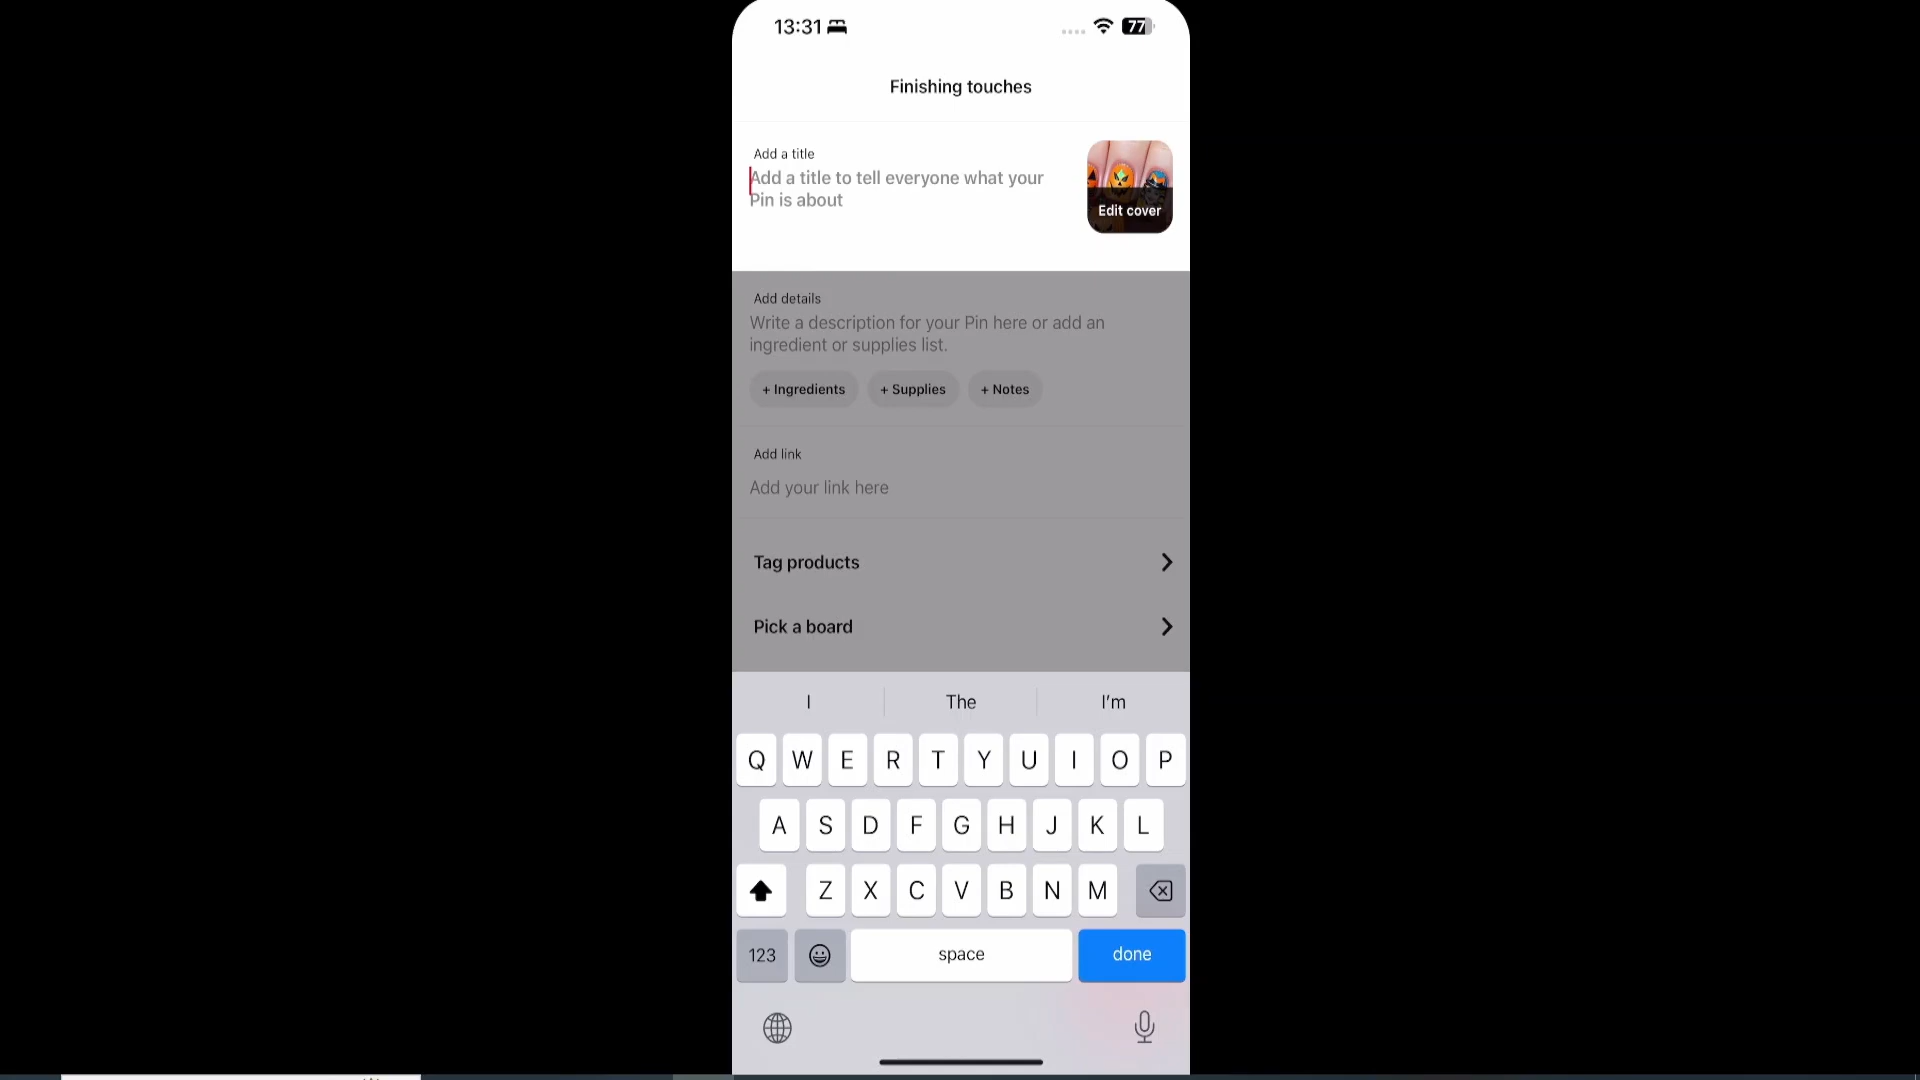 13:31
77
Finishing touches
Add a title
Add a title to tell everyone what your
Pin is about
Edit cover
Add details
Write a description for your Pin here or add an
ingredient or supplies list.
+ Ingredients + Supplies + Notes
Add link
Add your link here
Tag products
Pick a board
I The I'm
Q W E R T Y U I O P
A S D F G H J K L
Z X C V B N M
123 space done